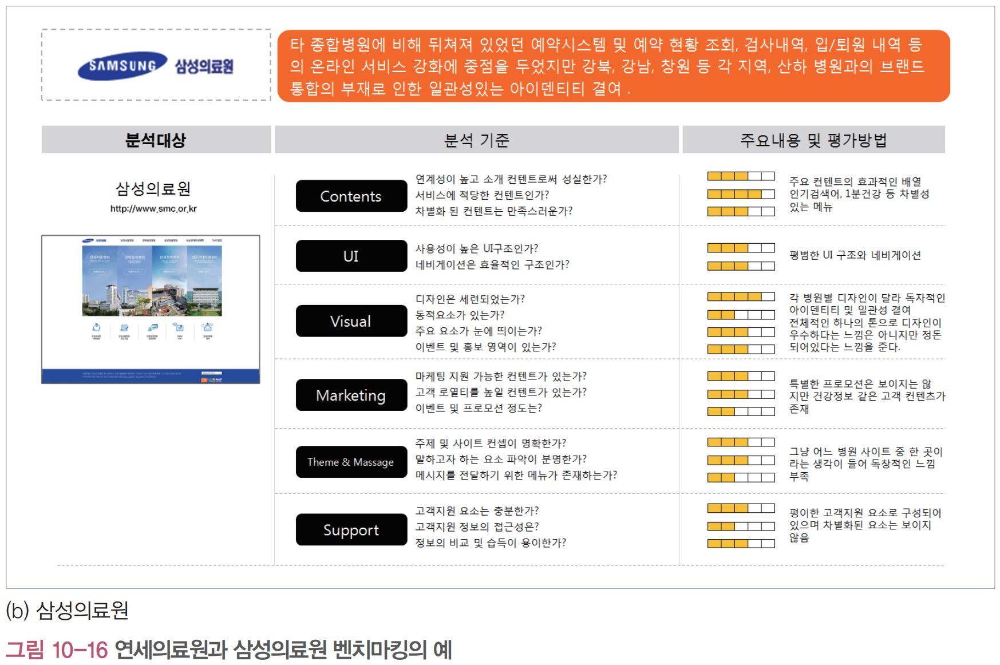 SAMSUNG 삼성의료원
타 종합병원에 비해 뒤쳐져 있었던 예약시스템 및 예약 현황 조회, 검사내역, 입/퇴원 내역 등
의 온라인 서비스 강화에 중점을 두었지만 강북, 강남, 창원 등 각 지역, 산하 병원과의 브랜드
통합의 부재로 인한 일관성있는 아이덴티티 결여 .
분석대상
분석 기준
주요내용 및 평가방법
삼성의료원
http://www.smc.or.kr
삼성서울병원
강북삼성병원
삼성창원병원
성균관대의과대학
Contents
연계성이 높고 소개 컨텐트로써 성실한가?
서비스에 적당한 컨텐트인가?
차별화 된 컨텐트는 만족스러운가?
주요 컨텐트의 효과적인 배열
인기검색어, 1분건강 등 차별성
있는 메뉴
UI
사용성이 높은 UI구조인가?
네비게이션은 효율적인 구조인가?
평범한 UI 구조와 네비게이션
Visual
디자인은 세련되었는가?
동적요소가 있는가?
주요 요소가 눈에 띄이는가?
이벤트 및 홍보 영역이 있는가?
각 병원별 디자인이 달라 독자적인
아이덴티티 및 일관성 결여
전체적인 하나의 톤으로 디자인이
우수하다는 느낌은 아니지만 정돈
되어있다는 느낌을 준다.
Marketing
마케팅 지원 가능한 컨텐트가 있는가?
고객 로열티를 높일 컨텐트가 있는가?
이벤트 및 프로모션 정도는?
특별한 프로모션은 보이지는 않
지만 건강정보 같은 고객 컨텐츠가
존재
Theme & Massage
주제 및 사이트 컨셉이 명확한가?
말하고자 하는 요소 파악이 분명한가?
메시지를 전달하기 위한 메뉴가 존재하는가?
그냥 어느 병원 사이트 중 한 곳이
라는 생각이 들어 독창적인 느낌
부족
Support
고객지원 요소는 충분한가?
고객지원 정보의 접근성은?
정보의 비교 및 습득이 용이한가?
평이한 고객지원 요소로 구성되어
있으며 차별화된 요소는 보이지
않음
(b) 삼성의료원
그림 10-16 연세의료원과 삼성의료원 벤치마킹의 예